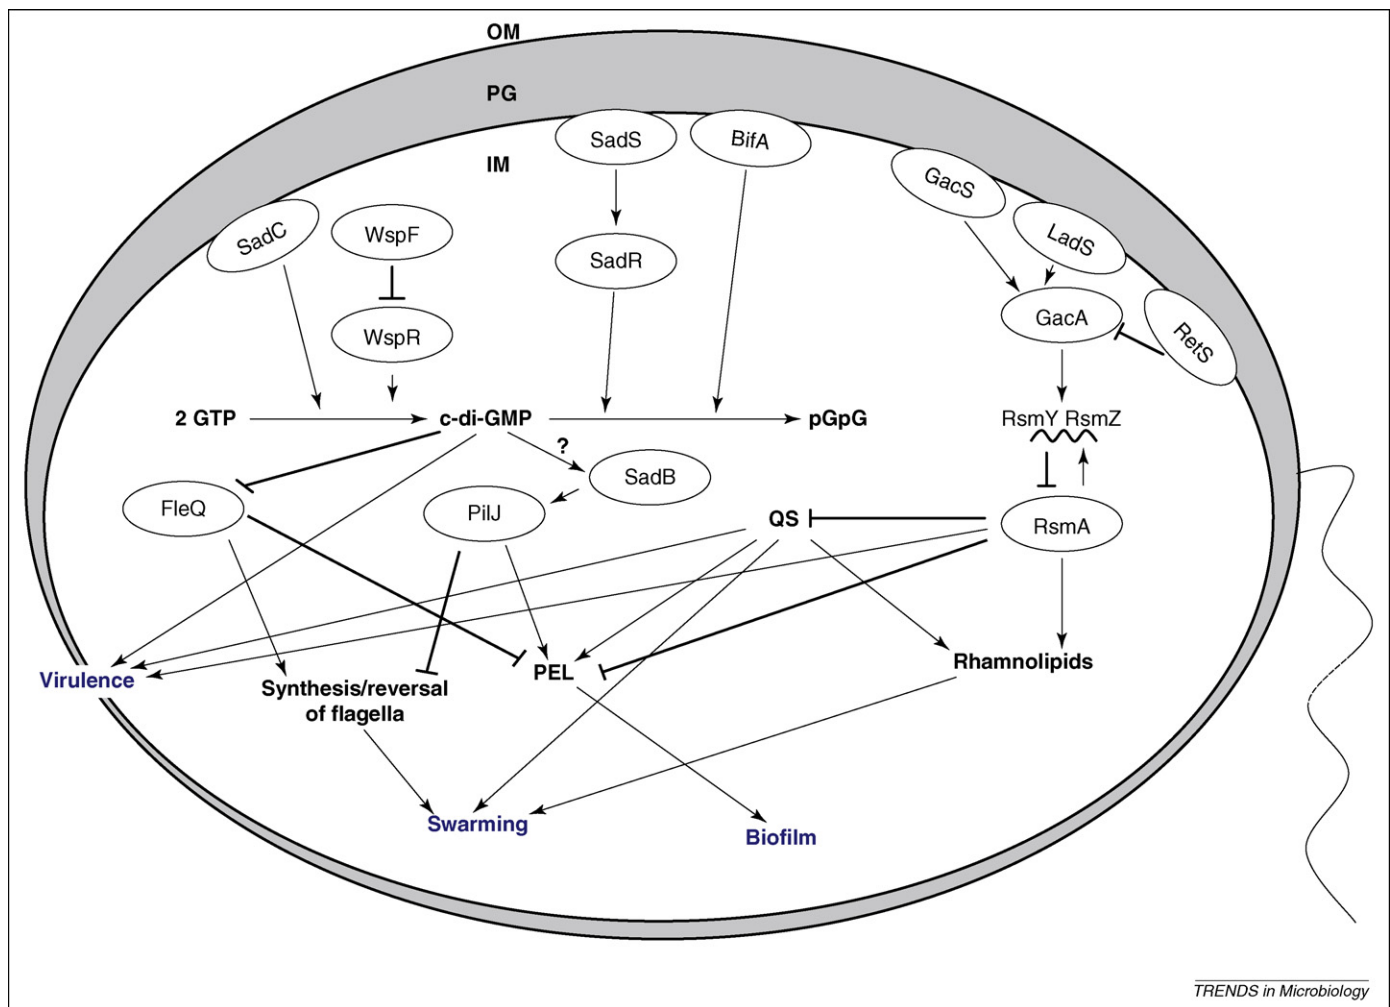 OM
PG
IM
SadS
BifA
GacS
SadC
WspF
LadS
SadR
GacA
WspR
RetS
2 GTP
c-di-GMP
pGpG
RsmY RsmZ
?
SadB
FleQ
PilJ
QS
RsmA
Virulence
Synthesis/reversal
of flagella
PEL
Rhamnolipids
Swarming
Biofilm
TRENDS in Microbiology